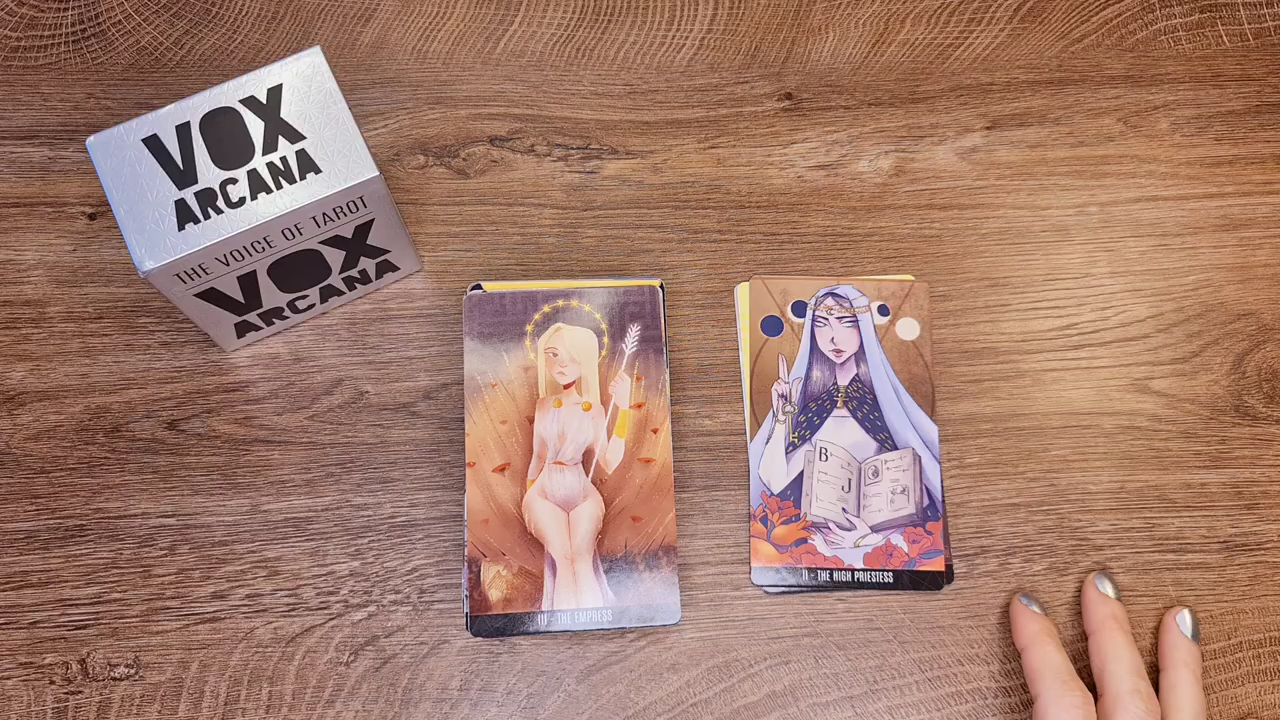 VOX
ARCANA
THE VOICE OF TAROT
VOX
ARCANA
III - THE EMPRESS
B
J
II - THE HIGH PRIESTESS